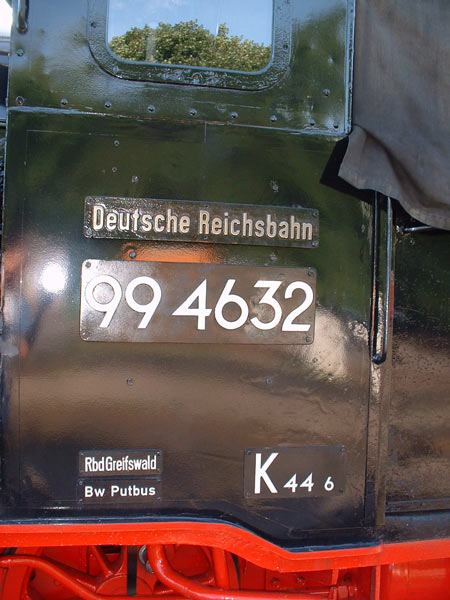 Deutsche Reichsbahn
99 4632
Rbd Greifswald
Bw Putbus
K 44 6